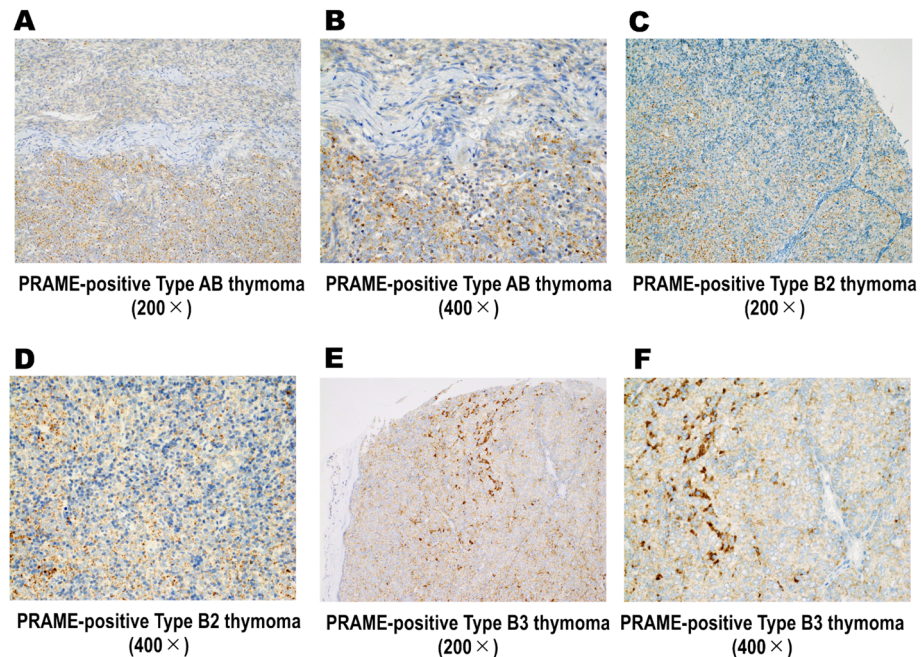 A
B
C
PRAME-positive Type AB thymoma
(200×)
PRAME-positive Type AB thymoma
(400×)
PRAME-positive Type B2 thymoma
(200×)
D
E
F
PRAME-positive Type B2 thymoma
(400×)
PRAME-positive Type B3 thymoma
(200×)
PRAME-positive Type B3 thymoma
(400×)